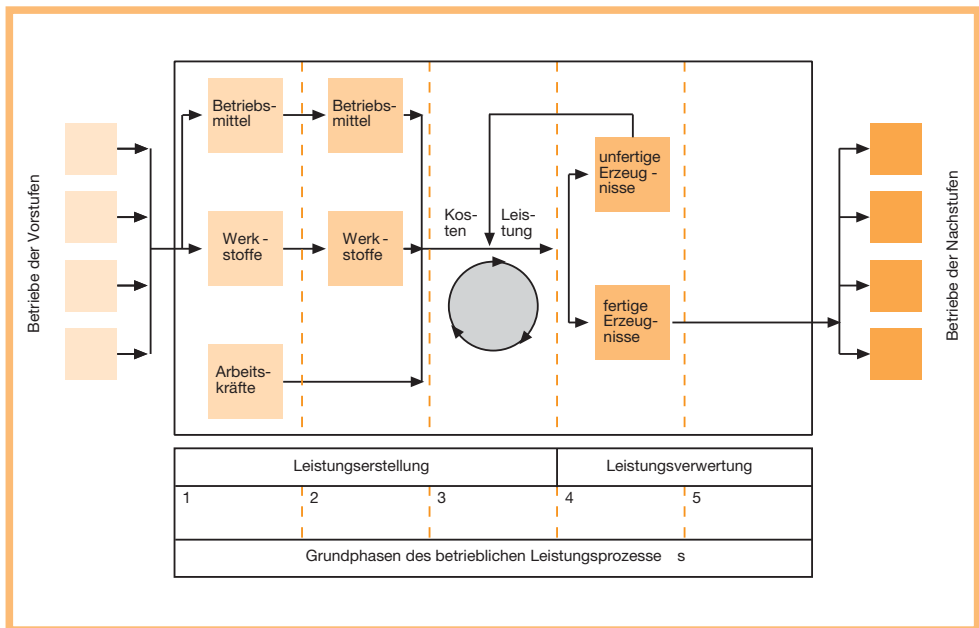 Betriebe der Vorstufen
Betriebs-
mittel
Betriebs-
mittel
Werk -
stoffe
Werk -
stoffe
Arbeits-
kräfte
Kos-
ten
Leis-
tung
unfertige
Erzeug -
nisse
fertige
Erzeug-
nisse
Betriebe der Nachstufen
Leistungserstellung
Leistungsverwertung
1
2
3
4
5
Grundphasen des betrieblichen Leistungsprozesse s